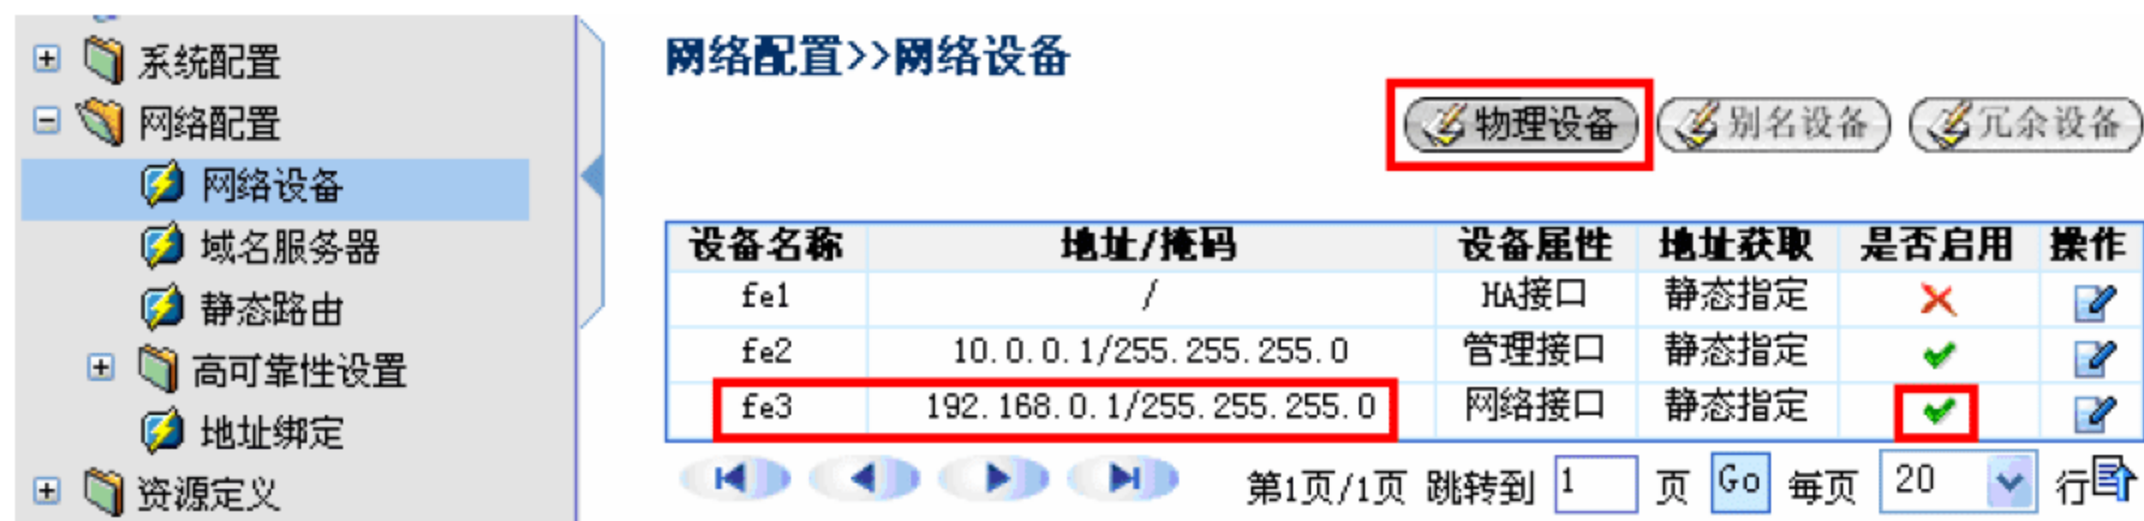 系统配置
网络配置
网络设备
域名服务器
静态路由
高可靠性设置
地址绑定
资源定义
网络配置>>网络设备
物理设备 别名设备 冗余设备
设备名称 地址/掩码 设备属性 地址获取 是否启用 操作
fe1 / HA接口 静态指定
fe2 10.0.0.1/255.255.255.0 管理接口 静态指定
fe3 192.168.0.1/255.255.255.0 网络接口 静态指定
第1页/1页 跳转到 1 页 Go 每页 20 行